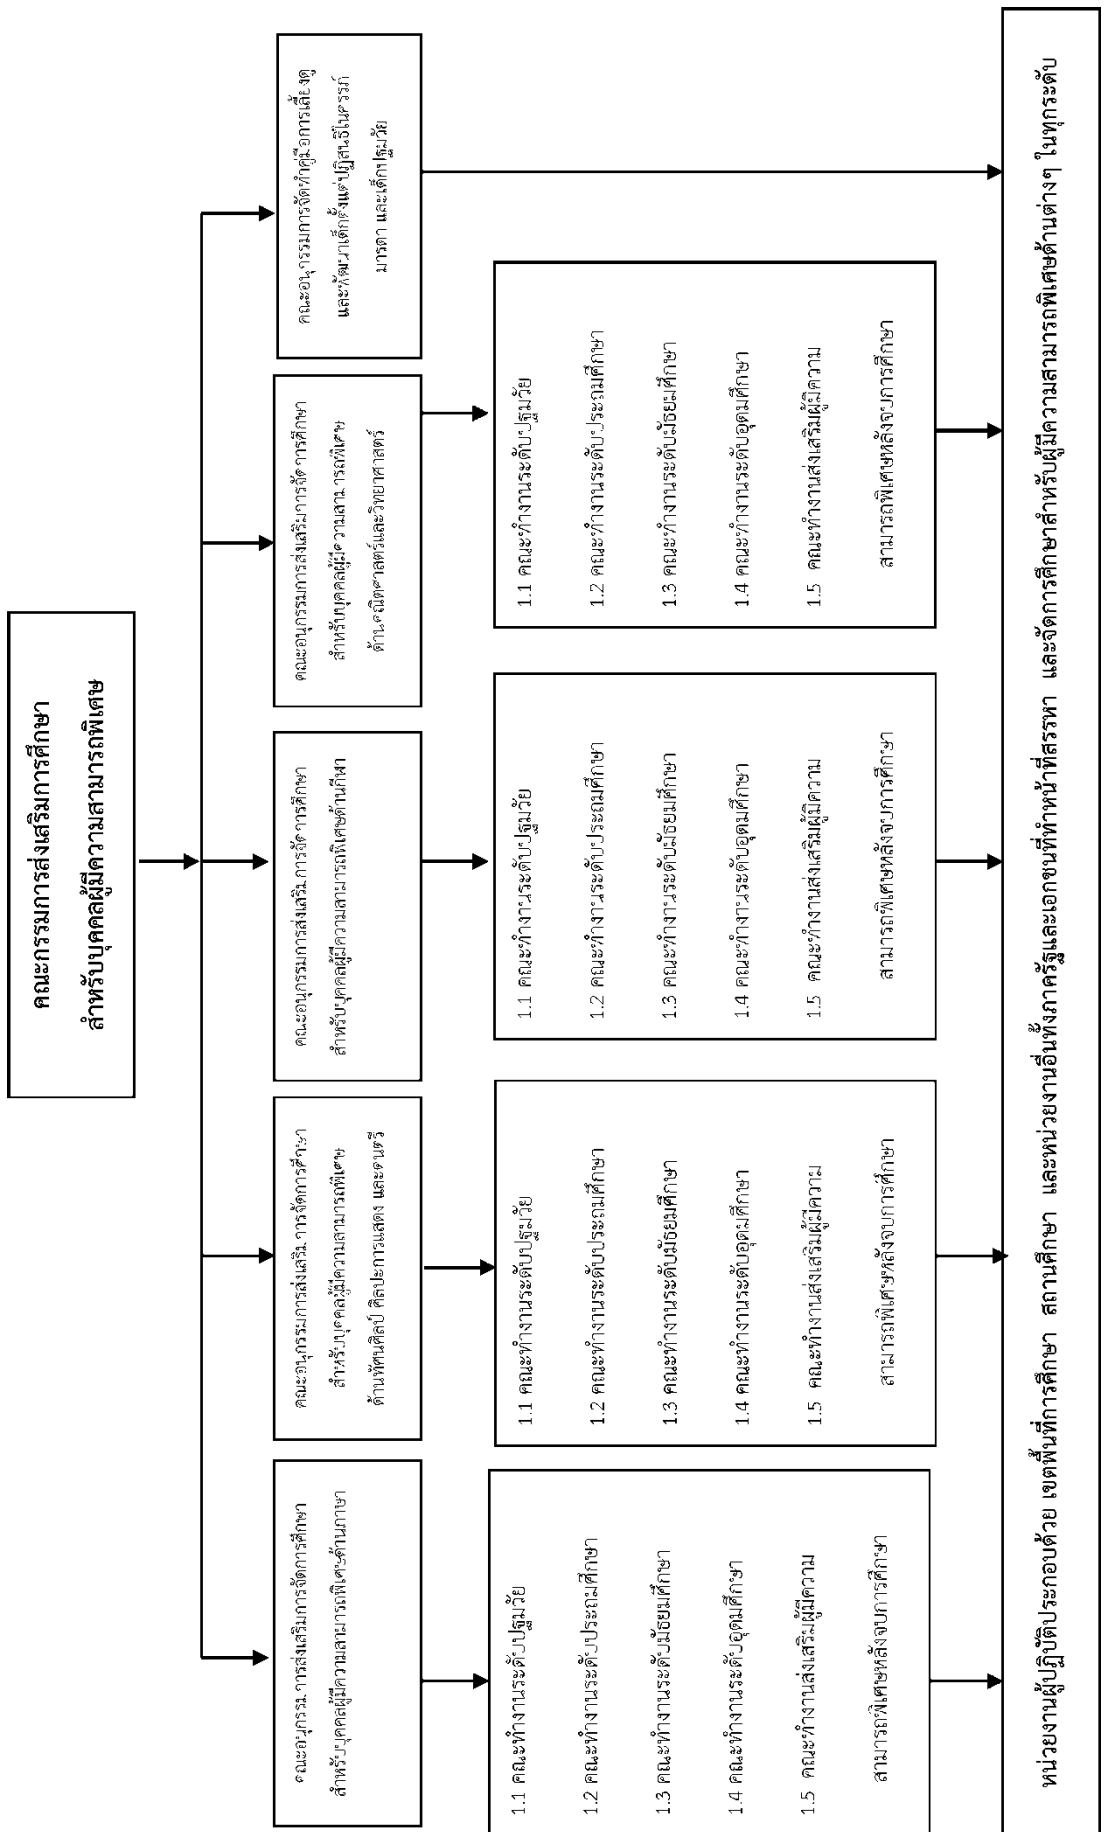 คณะกรรมการส่งเสริมการศึกษา
สำหรับบุคคลผู้มีความสามารถพิเศษ
คณะอนุกรรมการส่งเสริมการจัดการศึกษา
สำหรับบุคคลผู้มีความสามารถพิเศษด้านภาษา
คณะอนุกรรมการส่งเสริมการจัดการศึกษา
สำหรับบุคคลผู้มีความสามารถพิเศษ
ด้านทัศนศิลป์ ศิลปะการแสดง และดนตรี
คณะอนุกรรมการส่งเสริมการจัดการศึกษา
สำหรับบุคคลผู้มีความสามารถพิเศษด้านกีฬา
คณะอนุกรรมการส่งเสริมการจัดการศึกษา
สำหรับบุคคลผู้มีความสามารถพิเศษ
ด้านคณิตศาสตร์และวิทยาศาสตร์
คณะอนุกรรมการจัดทำคู่มือการเลี้ยงดู
และพัฒนาเด็กตั้งแต่ปฏิสนธิในครรภ์
มารดา และเด็กปฐมวัย
1.1 คณะทำงานระดับปฐมวัย
1.2 คณะทำงานระดับประถมศึกษา
1.3 คณะทำงานระดับมัธยมศึกษา
1.4 คณะทำงานระดับอุดมศึกษา
1.5 คณะทำงานส่งเสริมผู้มีความ
สามารถพิเศษหลังจบการศึกษา
1.1 คณะทำงานระดับปฐมวัย
1.2 คณะทำงานระดับประถมศึกษา
1.3 คณะทำงานระดับมัธยมศึกษา
1.4 คณะทำงานระดับอุดมศึกษา
1.5 คณะทำงานส่งเสริมผู้มีความ
สามารถพิเศษหลังจบการศึกษา
1.1 คณะทำงานระดับปฐมวัย
1.2 คณะทำงานระดับประถมศึกษา
1.3 คณะทำงานระดับมัธยมศึกษา
1.4 คณะทำงานระดับอุดมศึกษา
1.5 คณะทำงานส่งเสริมผู้มีความ
สามารถพิเศษหลังจบการศึกษา
1.1 คณะทำงานระดับปฐมวัย
1.2 คณะทำงานระดับประถมศึกษา
1.3 คณะทำงานระดับมัธยมศึกษา
1.4 คณะทำงานระดับอุดมศึกษา
1.5 คณะทำงานส่งเสริมผู้มีความ
สามารถพิเศษหลังจบการศึกษา
หน่วยงานผู้ปฏิบัติประกอบด้วย เขตพื้นที่การศึกษา สถานศึกษา และหน่วยงานอื่นทั้งภาครัฐและเอกชนที่ทำหน้าที่สรรหา และจัดการศึกษาสำหรับผู้มีความสามารถพิเศษด้านต่างๆ ในทุกระดับ